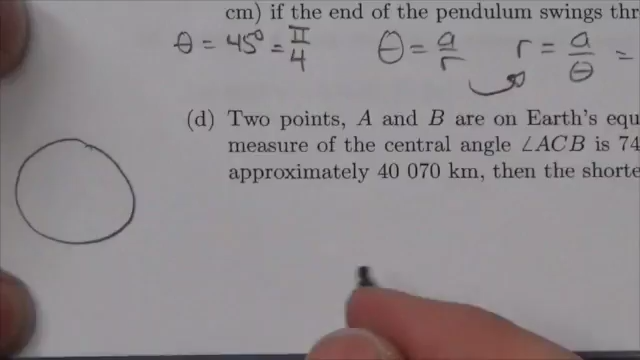 cm) if the end of the pendulum swings thr
θ = 45° = π/4 θ = a/r r = a/θ =
(d) Two points, A and B are on Earth's equ
measure of the central angle ∠ACB is 74
approximately 40 070 km, then the shorte